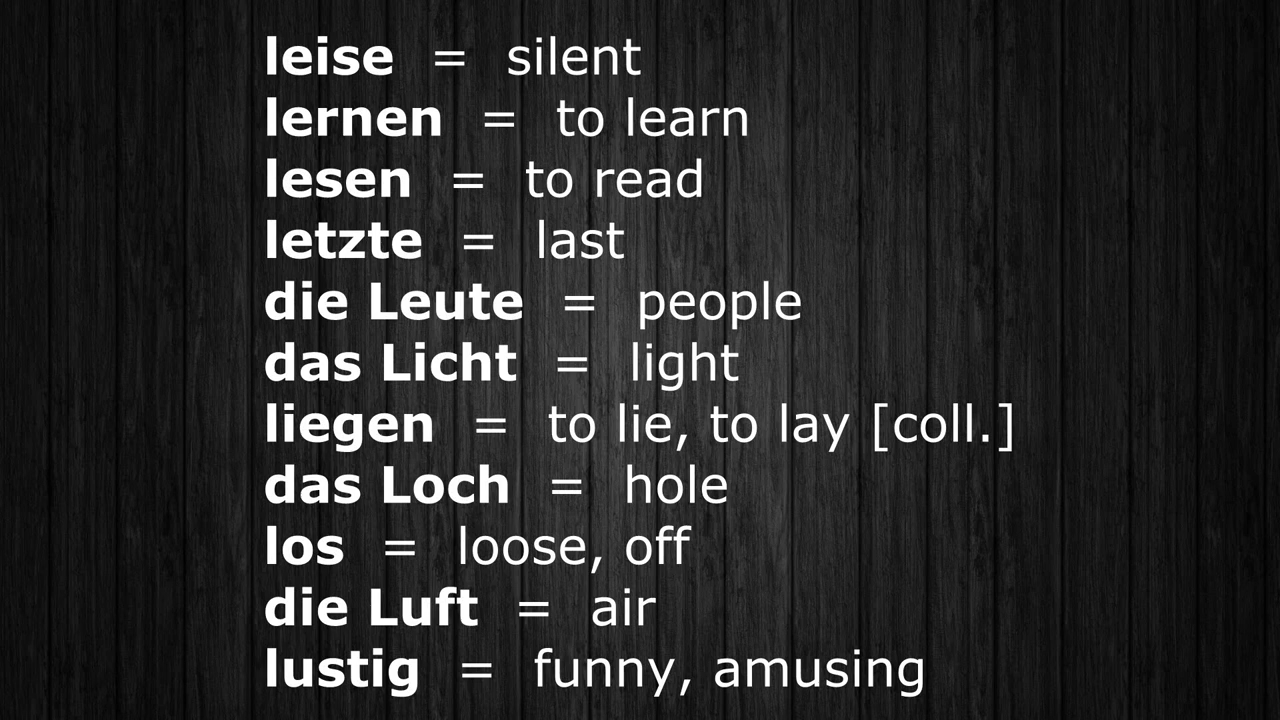 leise = silent
lernen = to learn
lesen = to read
letzte = last
die Leute = people
das Licht = light
liegen = to lie, to lay [coll.]
das Loch = hole
los = loose, off
die Luft = air
lustig = funny, amusing